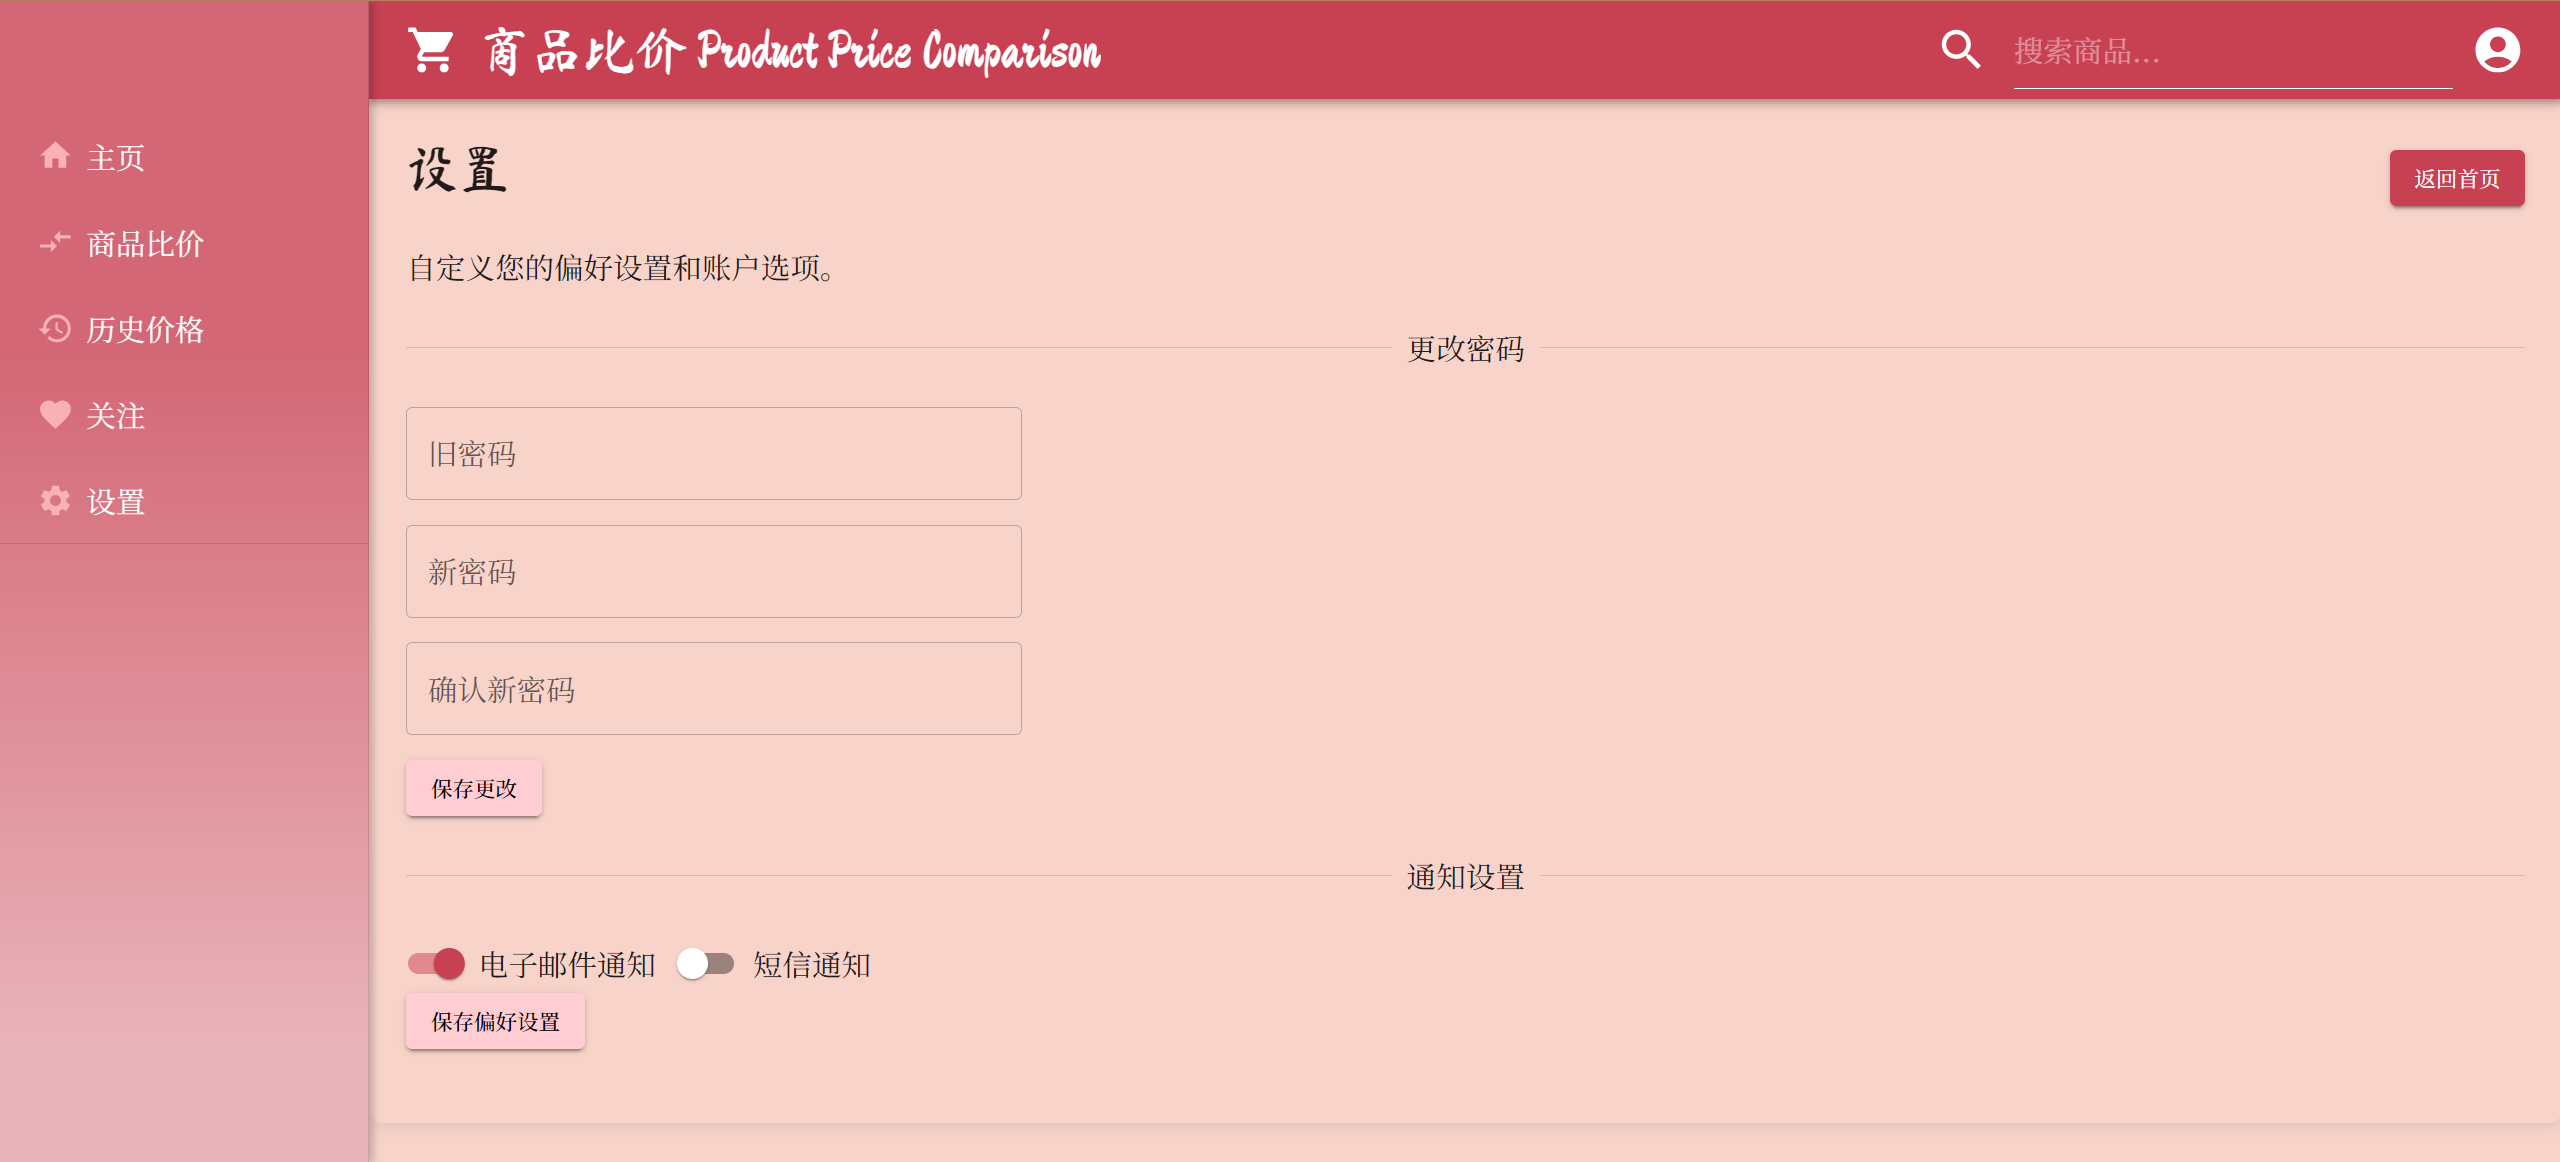 商品比价 Product Price Comparison
搜索商品...
主页
商品比价
历史价格
关注
设置
设置
返回首页
自定义您的偏好设置和账户选项。
更改密码
旧密码
新密码
确认新密码
保存更改
通知设置
电子邮件通知 短信通知
保存偏好设置